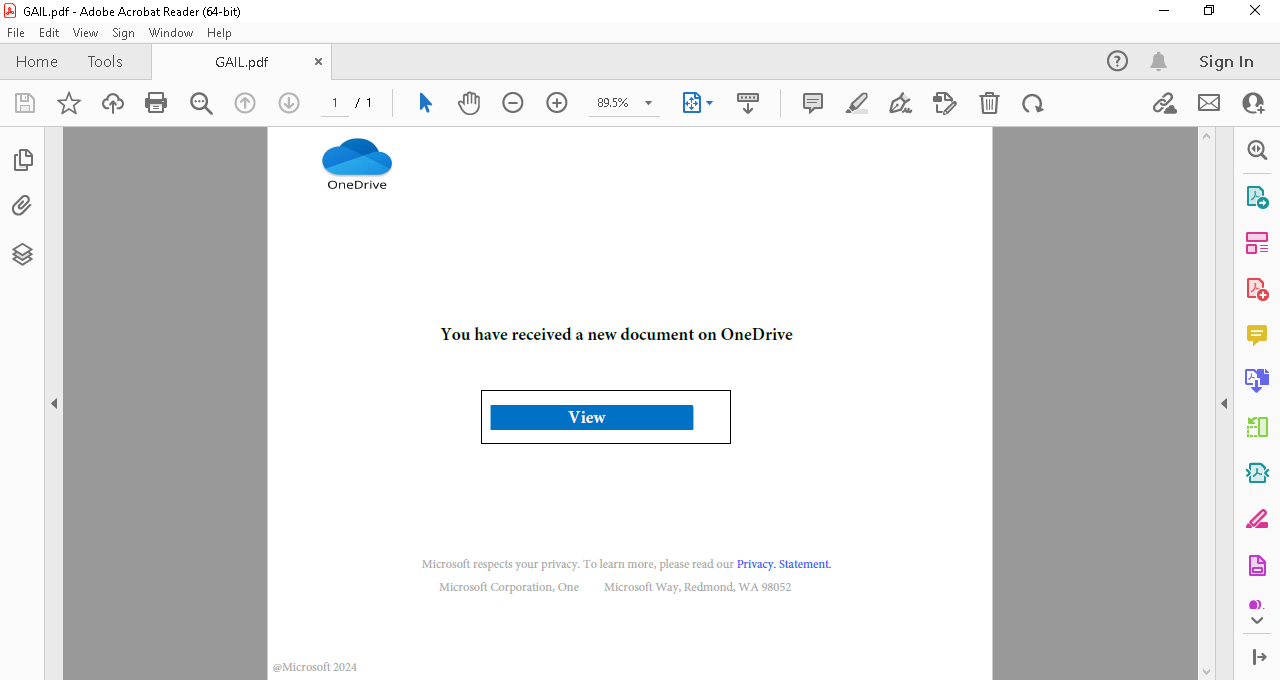 GAIL.pdf - Adobe Acrobat Reader (64-bit)
File Edit View Sign Window Help
Home Tools GAIL.pdf Sign In
1 / 1 89.5%
OneDrive
You have received a new document on OneDrive
View
Microsoft respects your privacy. To learn more, please read our Privacy. Statement.
Microsoft Corporation, One Microsoft Way, Redmond, WA 98052
@Microsoft 2024